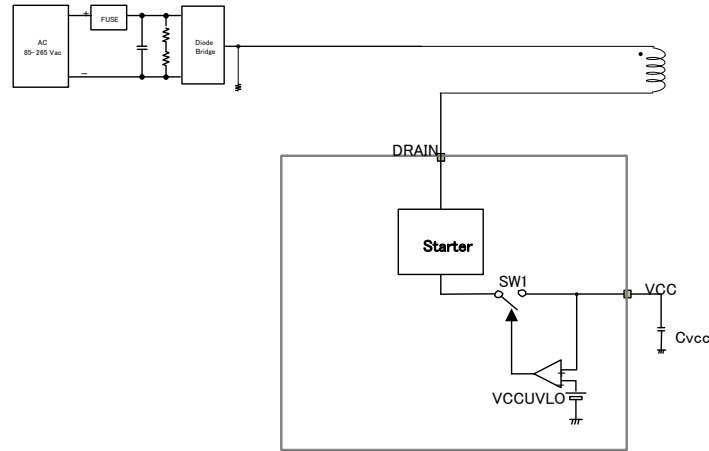 +
FUSE
AC
85-265 Vac
Diode
Bridge
-
DRAIN
Starter
SW1
VCC
Cvcc
+
-
VCCUVLO